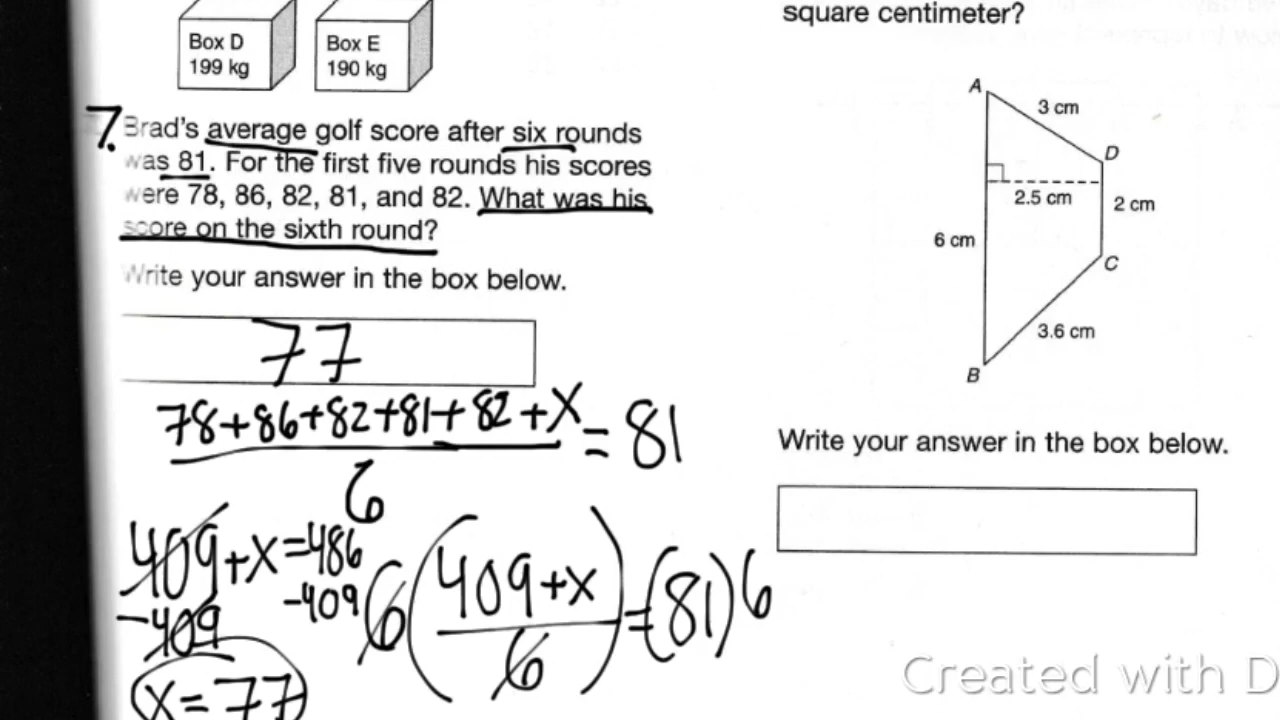 Box D
199 kg
Box E
190 kg
7. Brad's average golf score after six rounds
was 81. For the first five rounds his scores
were 78, 86, 82, 81, and 82. What was his
score on the sixth round?
Write your answer in the box below.
77
78+86+82+81+82+X = 81
6
409+x=486
-409 -409
x=77
6(409+x)=(81)6
6
square centimeter?
A
3 cm
D
2.5 cm
2 cm
6 cm
C
3.6 cm
B
Write your answer in the box below.
Created with D